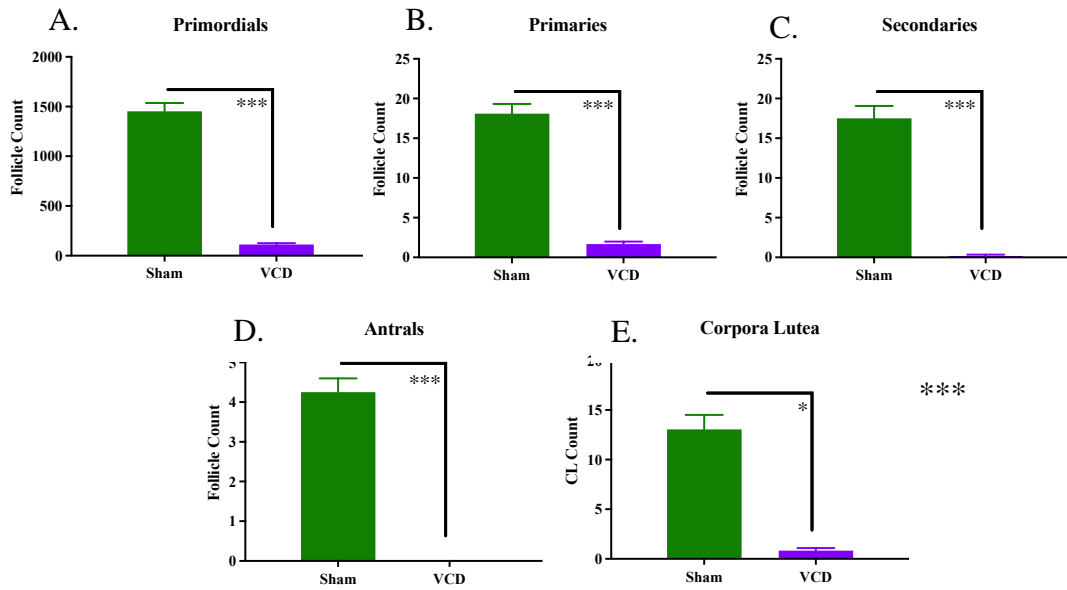 A.
Primordials
2000
1500
1000
500
0
Follicle Count
***
Sham VCD
B.
Primaries
25
20
15
10
5
0
Follicle Count
***
Sham VCD
C.
Secondaries
25
20
15
10
5
0
Follicle Count
***
Sham VCD
D.
Antrals
5
4
3
2
1
0
Follicle Count
***
Sham VCD
E.
Corpora Lutea
20
15
10
5
0
CL Count
*
Sham VCD
***